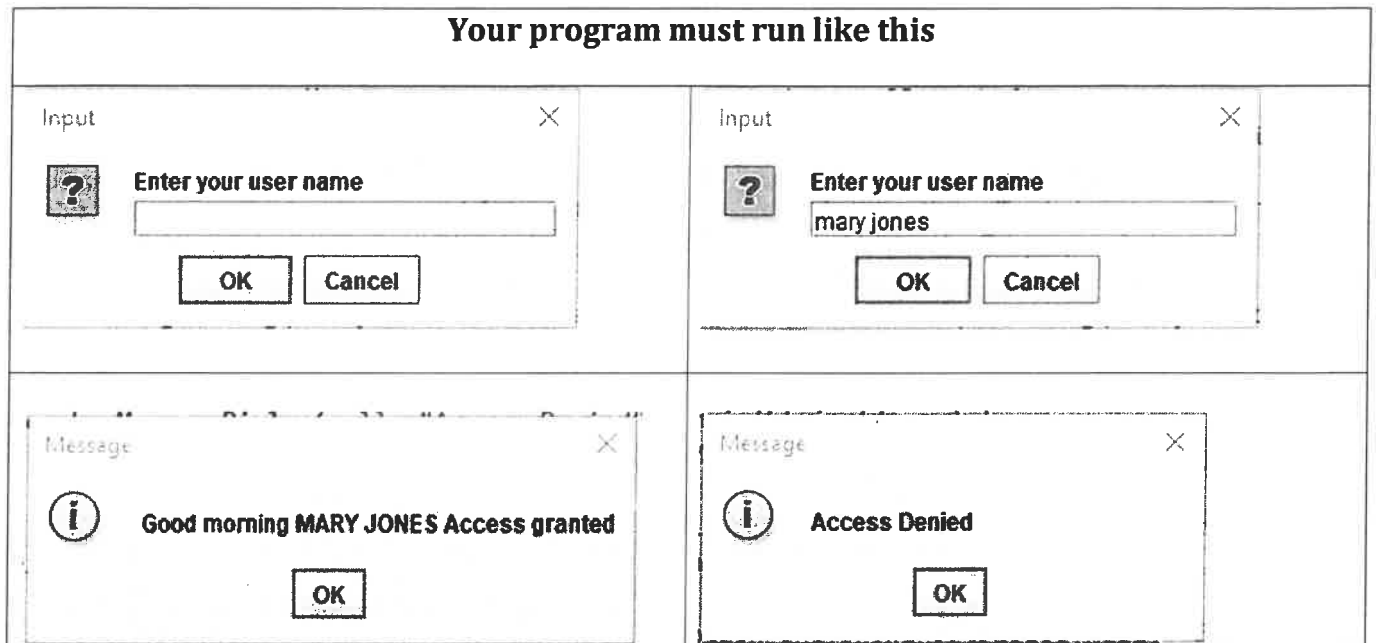 Your program must run like this
Input
Enter your user name
OK
Cancel
Input
Enter your user name
mary jones
OK
Cancel
Message
Good morning MARY JONES Access granted
OK
Message
Access Denied
OK